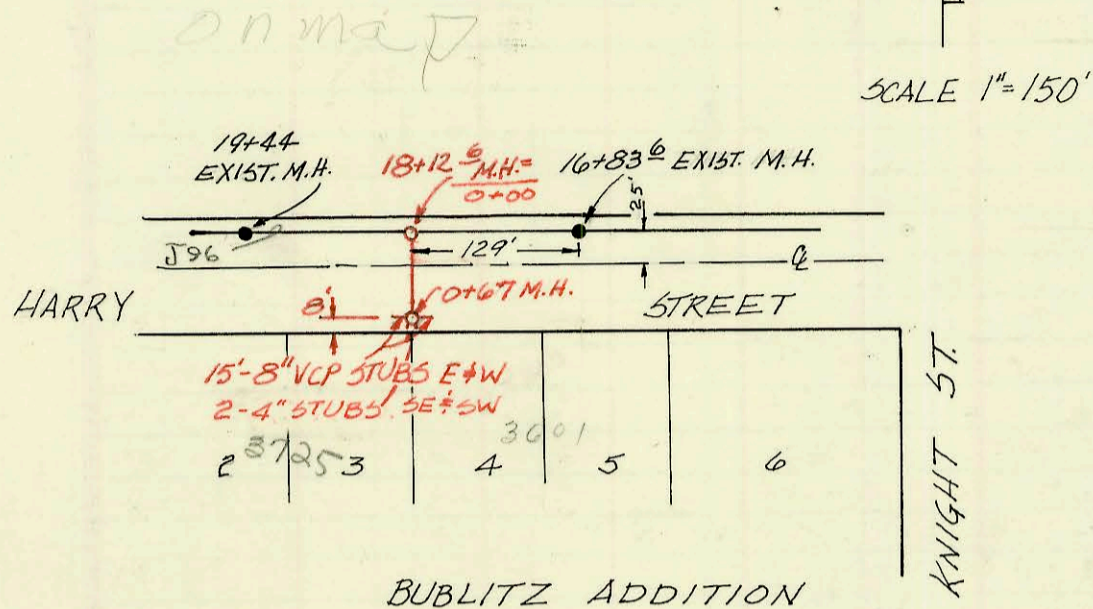 on map
SCALE 1"=150'
19+44
EXIST. M.H.
18+12 6 M.H.=
0+00
16+83 6 EXIST. M.H.
25'
129'
J96
℄
HARRY
STREET
8'
0+67 M.H.
15'-8" VCP STUBS E & W
2-4" STUBS SE & SW
3725
3601
2 3 4 5 6
KNIGHT ST.
BUBLITZ ADDITION